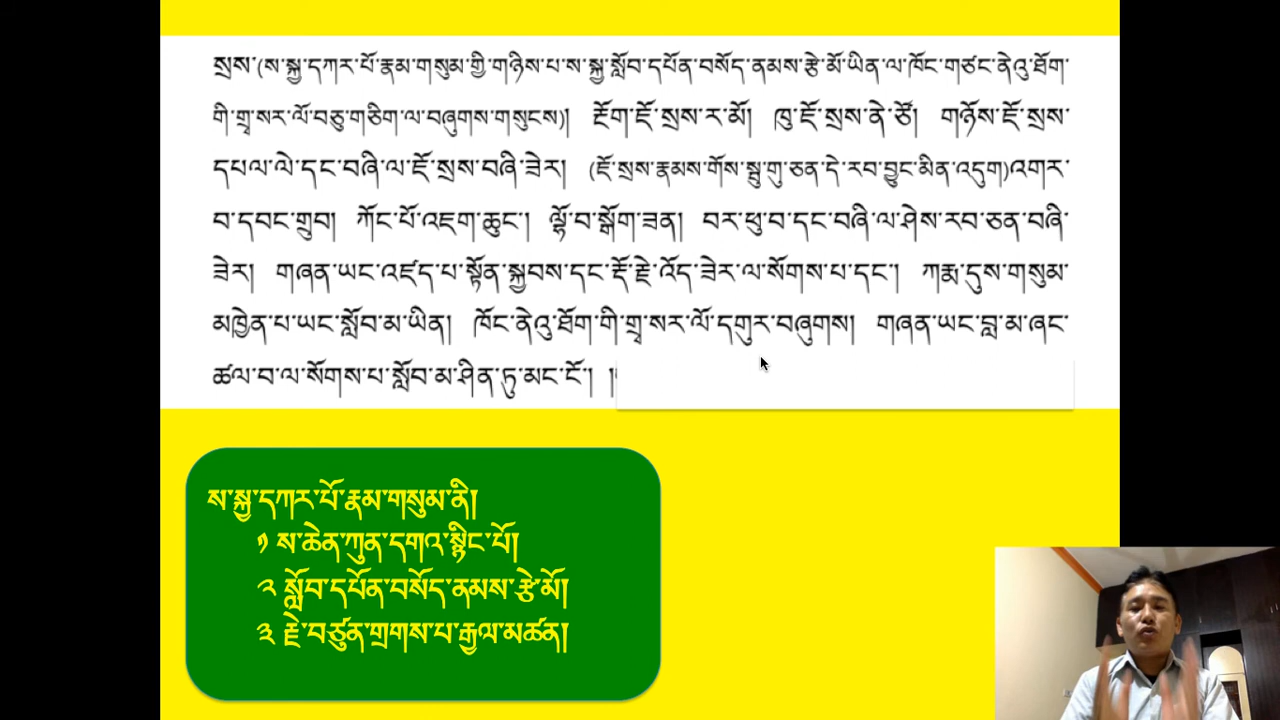 སྲས་(ས་སྐྱ་དཀར་པོ་རྣམ་གསུམ་གྱི་གཉིས་པ་ས་སྐྱ་སློབ་དཔོན་བསོད་ནམས་རྩེ་མོ་ཡིན་ལ་ཁོང་གཙང་ནེའུ་ཐོག་
གི་གྲྭ་སར་ལོ་བཅུ་གཅིག་ལ་བཞུགས་གསུངས)། རྔོག་ཇོ་སྲས་ར་མོ། ཁུ་ཇོ་སྲས་ནེ་ཙོ། གཉོས་ཇོ་སྲས་
དཔལ་ལེ་དང་བཞི་ལ་ཇོ་སྲས་བཞི་ཟེར། (ཇོ་སྲས་རྣམས་གོས་སྦུ་གུ་ཅན་དེ་རབ་བྱུང་མིན་འདུག)འགར་
བ་དབང་གྲུབ། ཀོང་པོ་འཇག་ཆུང་། ལྷོ་བ་སྒོག་ཟན། བར་ཕུ་བ་དང་བཞི་ལ་ཤེས་རབ་ཅན་བཞི་
ཟེར། གཞན་ཡང་འཛད་པ་སྟོན་སྐྱབས་དང་རྡོ་རྗེ་འོད་ཟེར་ལ་སོགས་པ་དང་། ཀརྨ་དུས་གསུམ་
མཁྱེན་པ་ཡང་སློབ་མ་ཡིན། ཁོང་ནེའུ་ཐོག་གི་གྲྭ་སར་ལོ་དགུར་བཞུགས། གཞན་ཡང་བླ་མ་ཞང་
ཚལ་བ་ལ་སོགས་པ་སློབ་མ་ཤིན་ཏུ་མང་ངོ་། །
ས་སྐྱ་དཀར་པོ་རྣམ་གསུམ་ནི།
༡ ས་ཆེན་ཀུན་དགའ་སྙིང་པོ།
༢ སློབ་དཔོན་བསོད་ནམས་རྩེ་མོ།
༣ རྗེ་བཙུན་གྲགས་པ་རྒྱལ་མཚན།